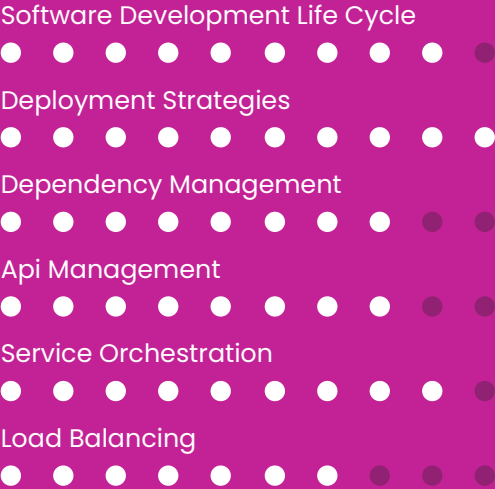 Software Development Life Cycle
Deployment Strategies
Dependency Management
Api Management
Service Orchestration
Load Balancing